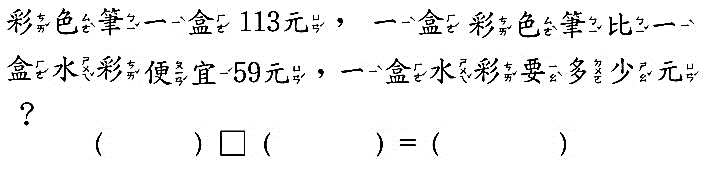 彩色筆一盒 113元，一盒彩色筆比一
盒水彩便宜 59元，一盒水彩要多少元
？
（　　　）□（　　　）＝（　　　）